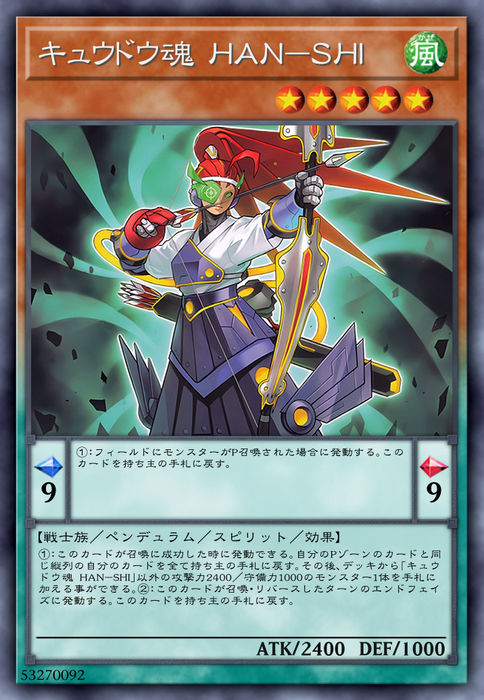 キュウドウ魂 HAN－SHI
風
かぜ
①：フィールドにモンスターがP召喚された場合に発動する。この
カードを持ち主の手札に戻す。
9
9
【戦士族／ペンデュラム／スピリット／効果】
①：このカードが召喚に成功した時に発動できる。自分のPゾーンのカードと同
じ縦列の自分のカードを全て持ち主の手札に戻す。その後、デッキから「キュウ
ドウ魂 HAN－SHI」以外の攻撃力2400／守備力1000のモンスター1体を手札に
加える事ができる。②：このカードが召喚・リバースしたターンのエンドフェイ
ズに発動する。このカードを持ち主の手札に戻す。
ATK/2400 DEF/1000
53270092